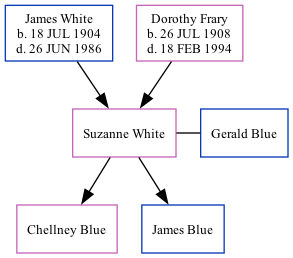 James White
b. 18 JUL 1904
d. 26 JUN 1986
Dorothy Frary
b. 26 JUL 1908
d. 18 FEB 1994
Suzanne White
Gerald Blue
Chellney Blue
James Blue